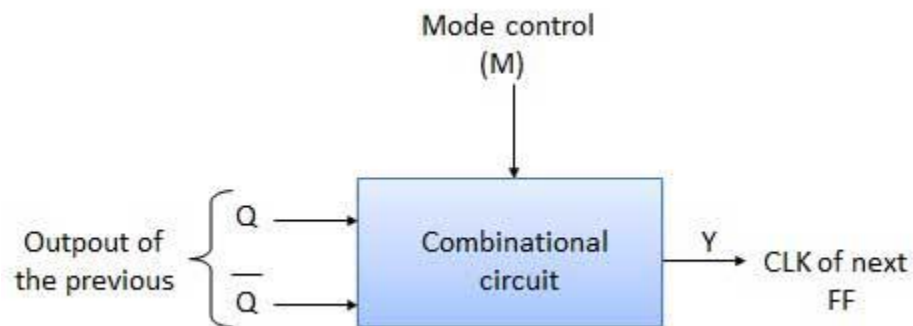 Mode control
(M)
Q
Outpout of
the previous
Q̅
Combinational
circuit
Y
CLK of next
FF